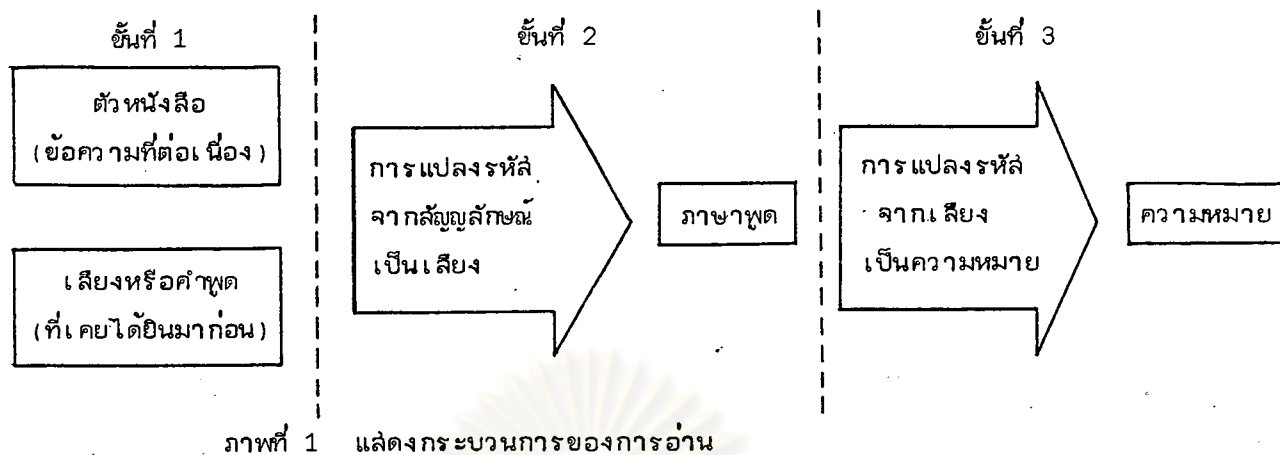 ขั้นที่ 1
ตัวหนังสือ
(ข้อความที่ต่อเนื่อง)
เสียงหรือคำพูด
(ที่เคยได้ยินมาก่อน)
ขั้นที่ 2
การแปลงรหัส
จากสัญญลักษณ์
เป็นเสียง
ภาษาพูด
ขั้นที่ 3
การแปลงรหัส
จากเสียง
เป็นความหมาย
ความหมาย
ภาพที่ 1 แสดงกระบวนการของการอ่าน